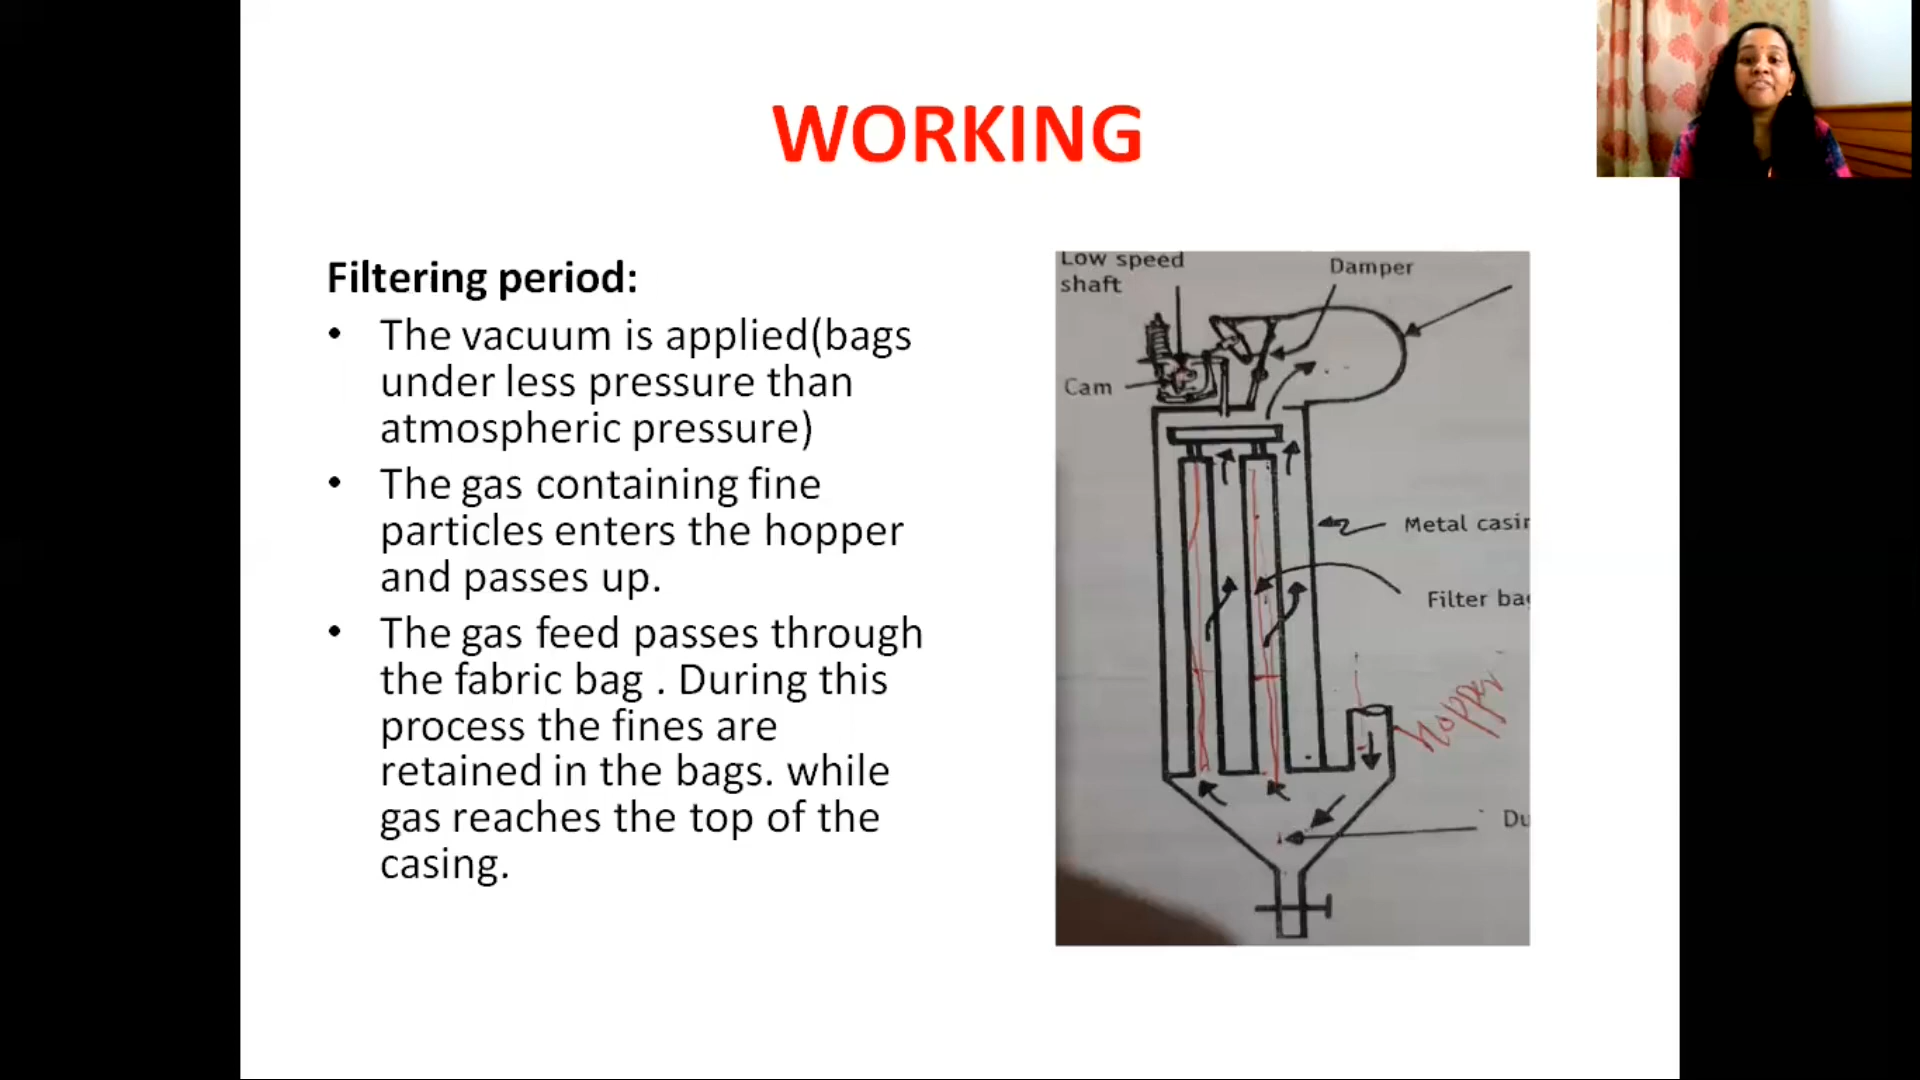 WORKING
Filtering period:
• The vacuum is applied(bags
under less pressure than
atmospheric pressure)
• The gas containing fine
particles enters the hopper
and passes up.
• The gas feed passes through
the fabric bag . During this
process the fines are
retained in the bags. while
gas reaches the top of the
casing.
Low speed
shaft
Damper
Cam
Metal casin
Filter ba
hopper
Du